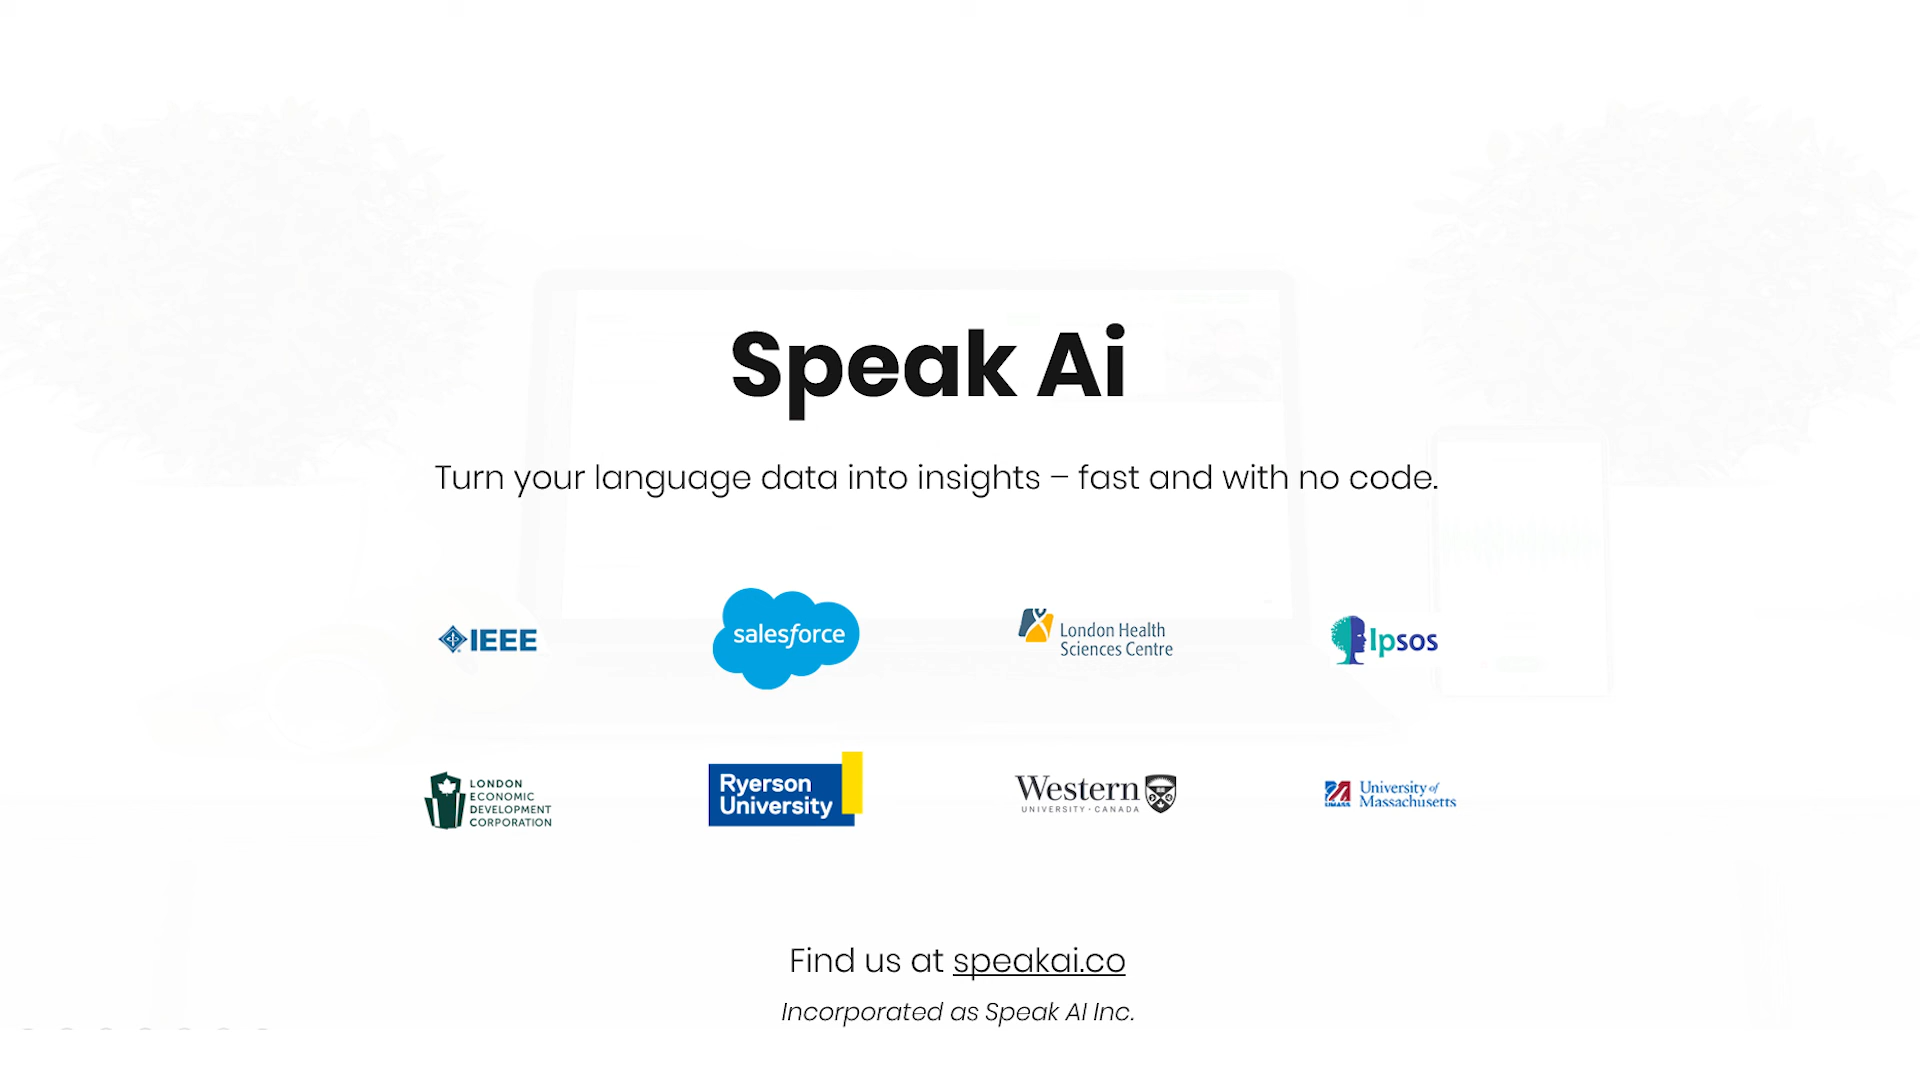 Speak Ai
Turn your language data into insights – fast and with no code.
IEEE
salesforce
London Health
Sciences Centre
Ipsos
LONDON
ECONOMIC
DEVELOPMENT
CORPORATION
Ryerson
University
Western
UNIVERSITY · CANADA
UMASS
University of
Massachusetts
Find us at speakai.co
Incorporated as Speak AI Inc.